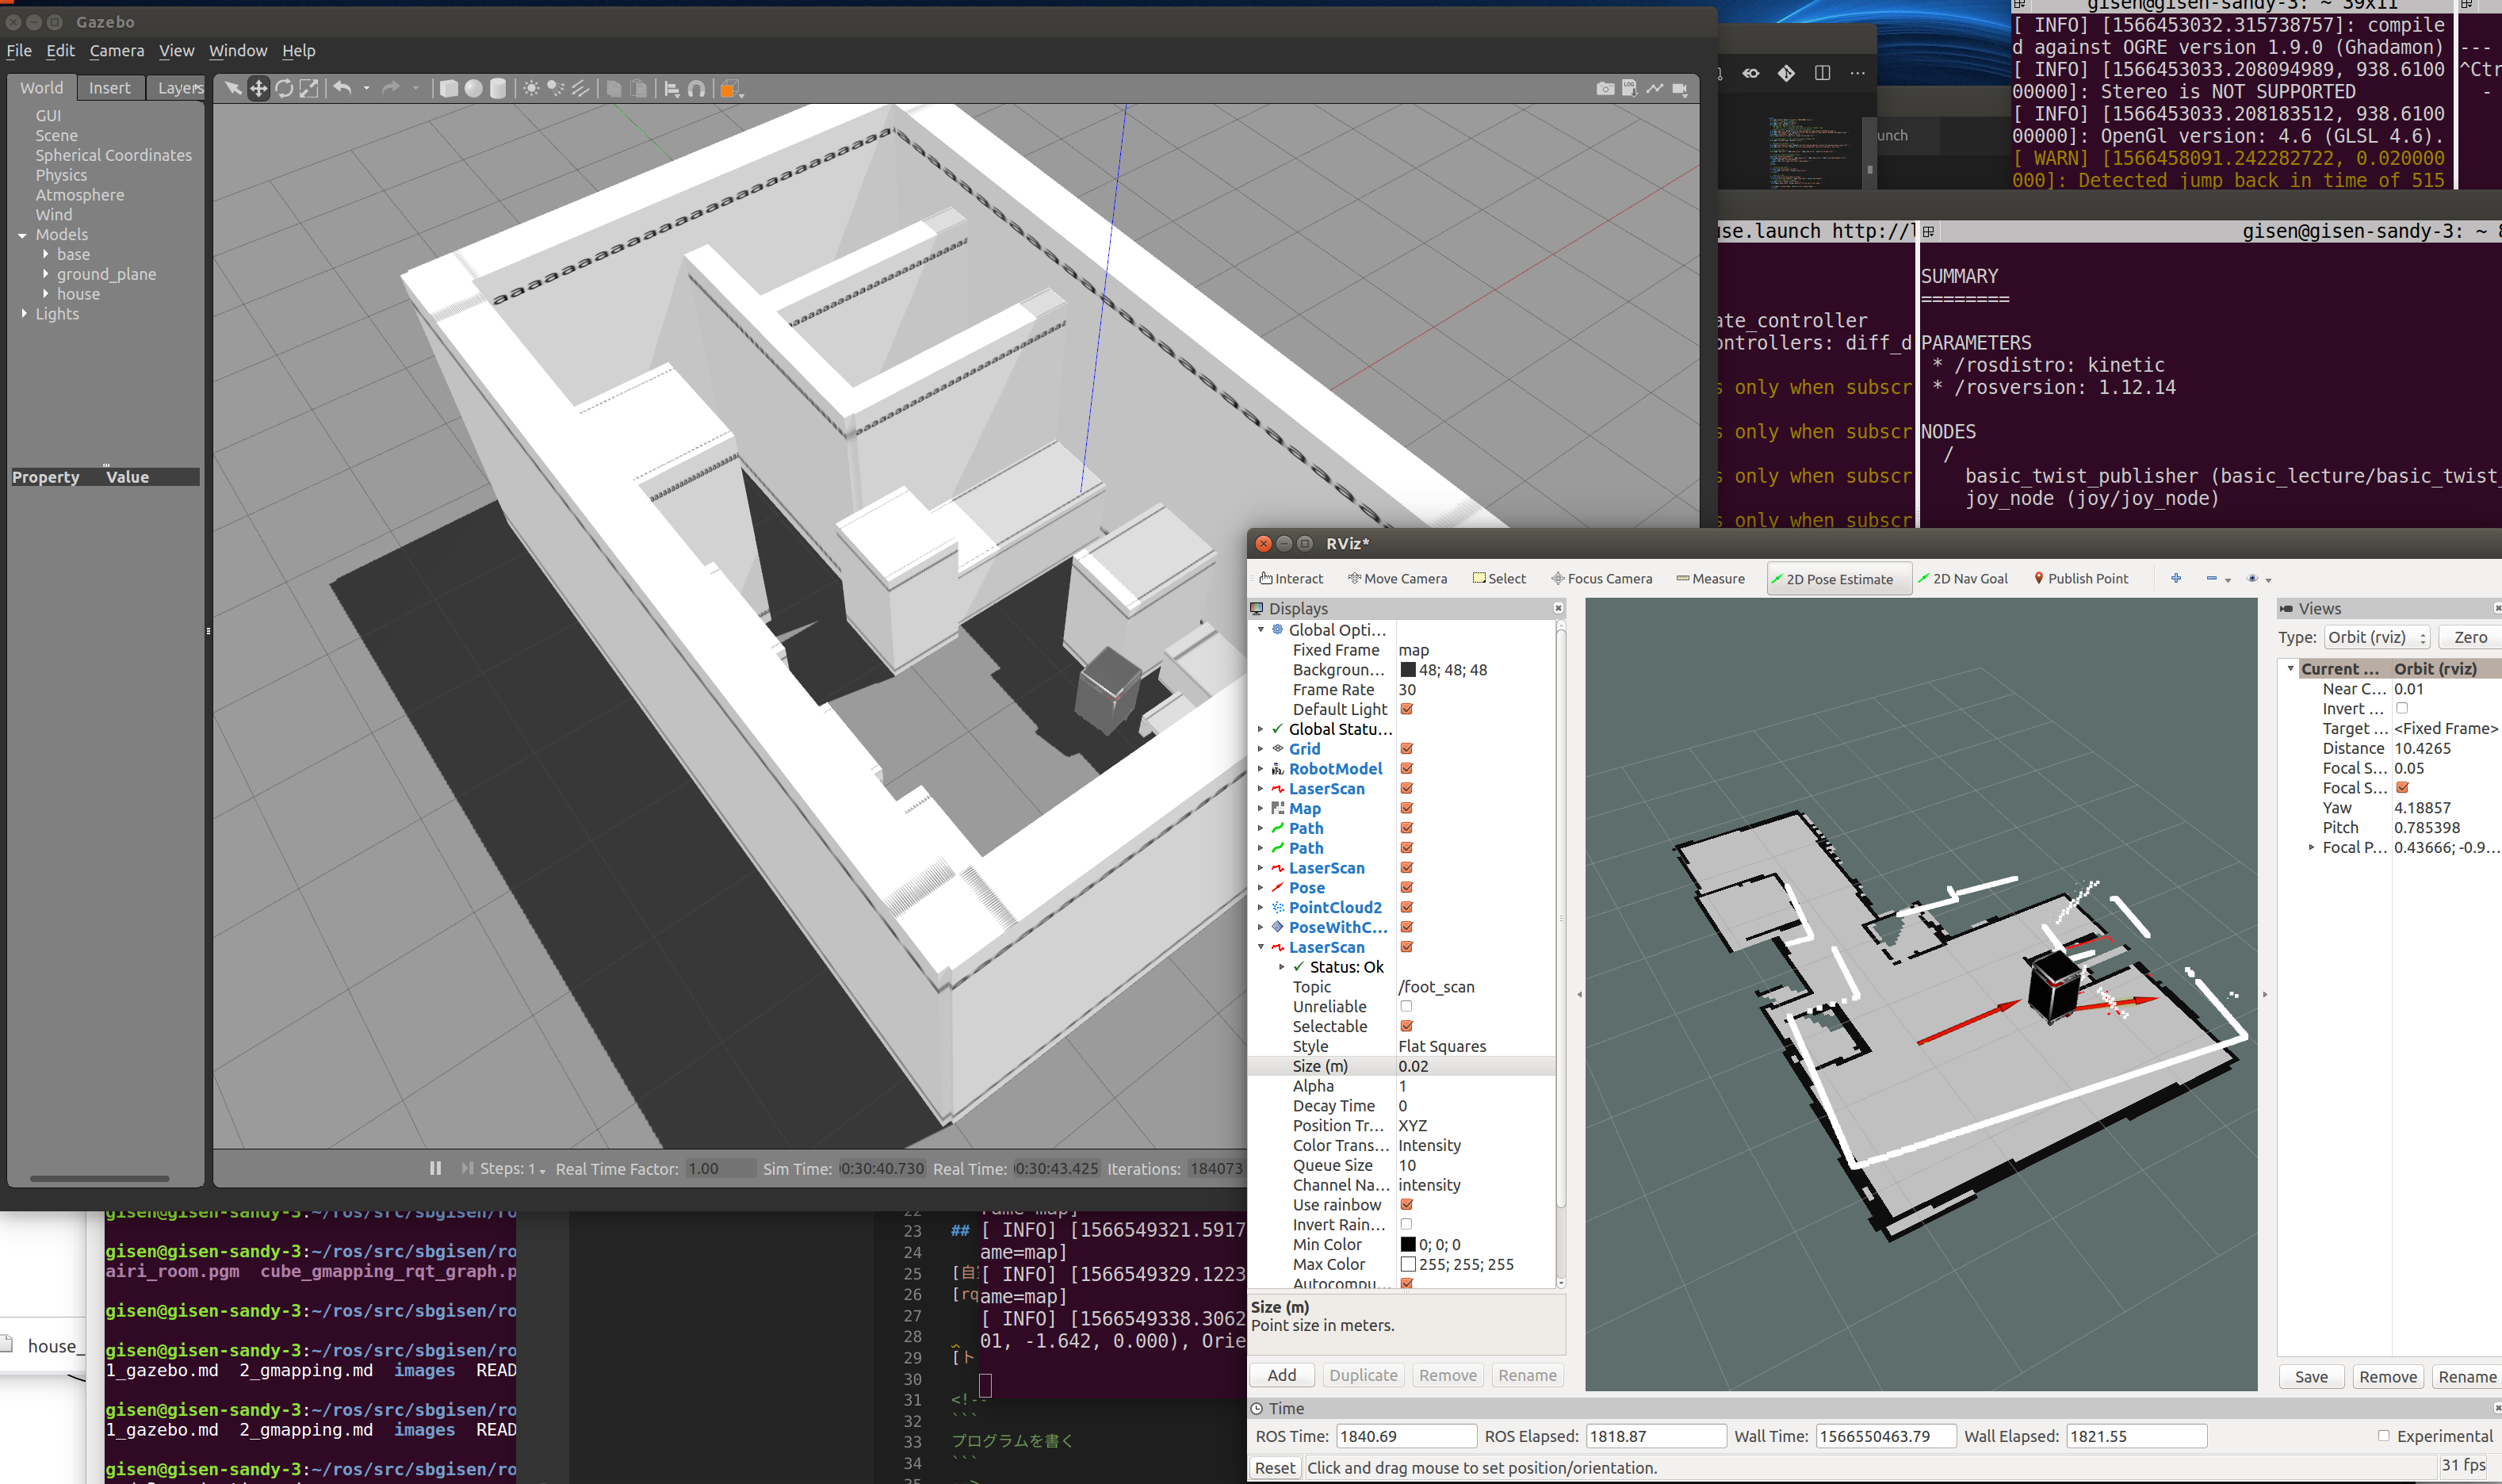 Gazebo
File Edit Camera View Window Help
World Insert Layers
GUI
Scene
Spherical Coordinates
Physics
Atmosphere
Wind
Models
base
ground_plane
house
Lights
Property Value
Steps: 1 Real Time Factor: 1.00 Sim Time: 0:30:40.730 Real Time: 0:30:43.425 Iterations: 184073
gisen@gisen-sandy-3: ~ 39x11
[ INFO] [1566453032.315738757]: compile
d against OGRE version 1.9.0 (Ghadamon)
[ INFO] [1566453033.208094989, 938.6100
00000]: Stereo is NOT SUPPORTED
[ INFO] [1566453033.208183512, 938.6100
00000]: OpenGl version: 4.6 (GLSL 4.6).
[ WARN] [1566458091.242282722, 0.020000
000]: Detected jump back in time of 515
---
^Ctr
-
unch
use.launch http://l
ate_controller
ontrollers: diff_d
s only when subscr
s only when subscr
s only when subscr
s only when subscr
gisen@gisen-sandy-3: ~ 8
SUMMARY
========
PARAMETERS
* /rosdistro: kinetic
* /rosversion: 1.12.14
NODES
/
basic_twist_publisher (basic_lecture/basic_twist_
joy_node (joy/joy_node)
RViz*
Interact Move Camera Select Focus Camera Measure 2D Pose Estimate 2D Nav Goal Publish Point
Displays
Global Opti...
Fixed Frame map
Backgroun... 48; 48; 48
Frame Rate 30
Default Light
Global Statu...
Grid
RobotModel
LaserScan
Map
Path
Path
LaserScan
Pose
PointCloud2
PoseWithC...
LaserScan
Status: Ok
Topic /foot_scan
Unreliable
Selectable
Style Flat Squares
Size (m) 0.02
Alpha 1
Decay Time 0
Position Tr... XYZ
Color Trans... Intensity
Queue Size 10
Channel Na... intensity
Use rainbow
Invert Rain...
Min Color 0; 0; 0
Max Color 255; 255; 255
Autocompu...
Size (m)
Point size in meters.
Add Duplicate Remove Rename
Views
Type: Orbit (rviz) Zero
Current ... Orbit (rviz)
Near C... 0.01
Invert ...
Target ... <Fixed Frame>
Distance 10.4265
Focal S... 0.05
Focal S...
Yaw 4.18857
Pitch 0.785398
Focal P... 0.43666; -0.9...
Save Remove Rename
Time
ROS Time: 1840.69 ROS Elapsed: 1818.87 Wall Time: 1566550463.79 Wall Elapsed: 1821.55 Experimental
Reset Click and drag mouse to set position/orientation. 31 fps
house_
gisen@gisen-sandy-3:~/ros/src/sbgisen/ro
gisen@gisen-sandy-3:~/ros/src/sbgisen/ro
airi_room.pgm cube_gmapping_rqt_graph.p
gisen@gisen-sandy-3:~/ros/src/sbgisen/ro
gisen@gisen-sandy-3:~/ros/src/sbgisen/ro
1_gazebo.md 2_gmapping.md images READ
gisen@gisen-sandy-3:~/ros/src/sbgisen/ro
1_gazebo.md 2_gmapping.md images READ
gisen@gisen-sandy-3:~/ros/src/sbgisen/ro
22
23 ##
24
25 [自
26 [rq
27
28
29 [ト
30
31 <!--
32 ```
33 プログラムを書く
34 ```
35
rame=map]
[ INFO] [1566549321.5917
ame=map]
[ INFO] [1566549329.1223
ame=map]
[ INFO] [1566549338.3062
01, -1.642, 0.000), Orie